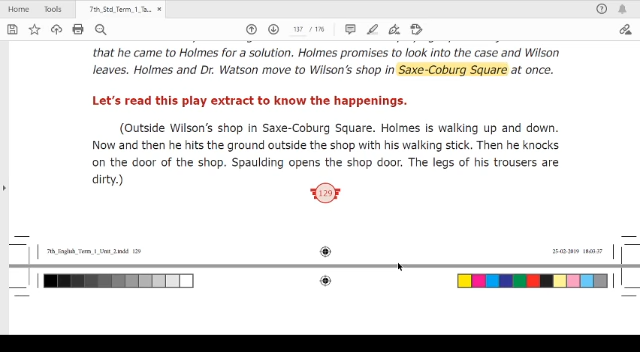 Home Tools 7th_Std_Term_1_Ta... ×
137 / 176
that he came to Holmes for a solution. Holmes promises to look into the case and Wilson
leaves. Holmes and Dr. Watson move to Wilson's shop in Saxe-Coburg Square at once.
Let's read this play extract to know the happenings.
(Outside Wilson's shop in Saxe-Coburg Square. Holmes is walking up and down.
Now and then he hits the ground outside the shop with his walking stick. Then he knocks
on the door of the shop. Spaulding opens the shop door. The legs of his trousers are
dirty.)
129
7th_English_Term_1_Unit_2.indd 129 25-02-2019 18:03:37